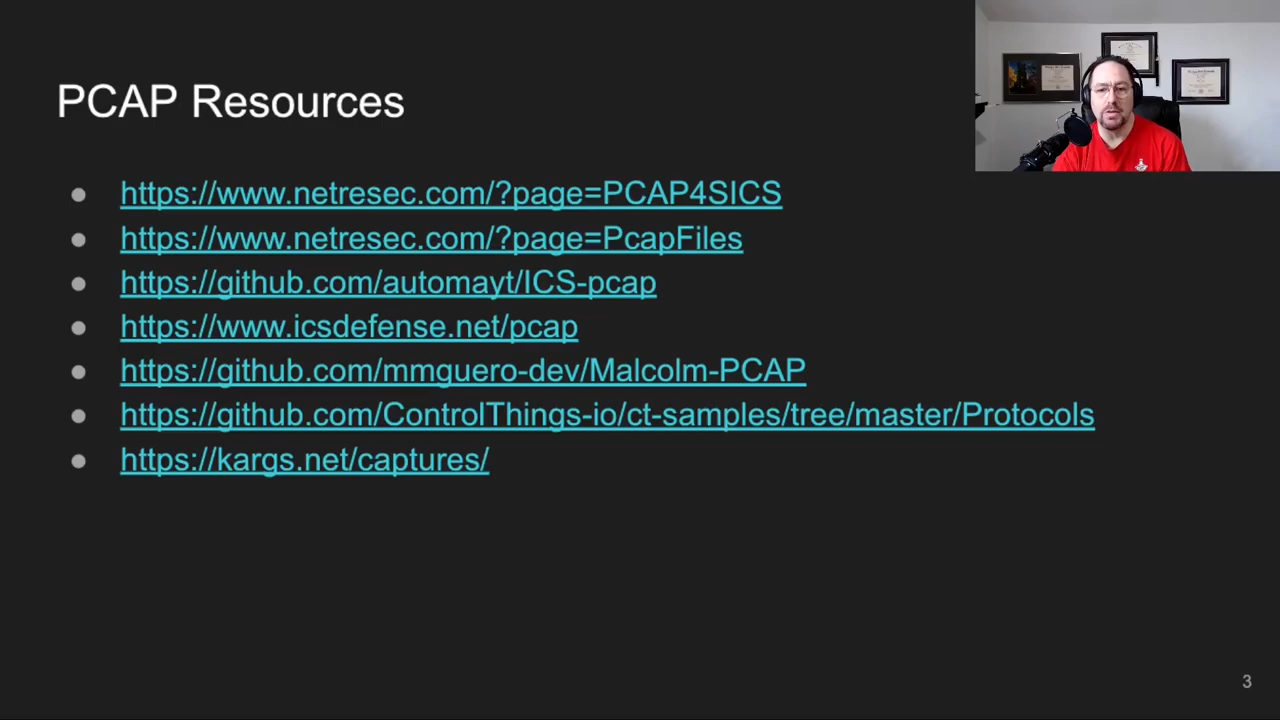 PCAP Resources
https://www.netresec.com/?page=PCAP4SICS
https://www.netresec.com/?page=PcapFiles
https://github.com/automayt/ICS-pcap
https://www.icsdefense.net/pcap
https://github.com/mmguero-dev/Malcolm-PCAP
https://github.com/ControlThings-io/ct-samples/tree/master/Protocols
https://kargs.net/captures/
3